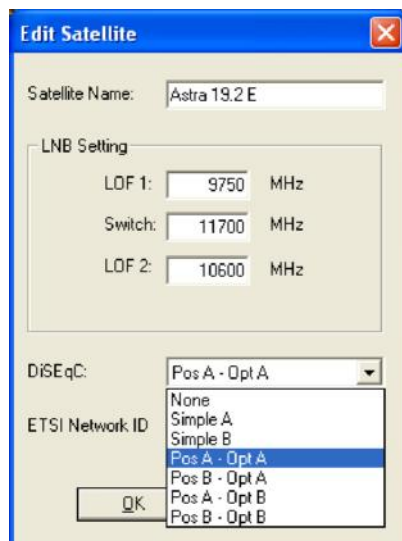 Edit Satellite
Satellite Name: Astra 19.2 E
LNB Setting
LOF 1: 9750 MHz
Switch: 11700 MHz
LOF 2: 10600 MHz
DiSEqC: Pos A - Opt A
ETSI Network ID
None
Simple A
Simple B
Pos A - Opt A
Pos B - Opt A
Pos A - Opt B
Pos B - Opt B
OK